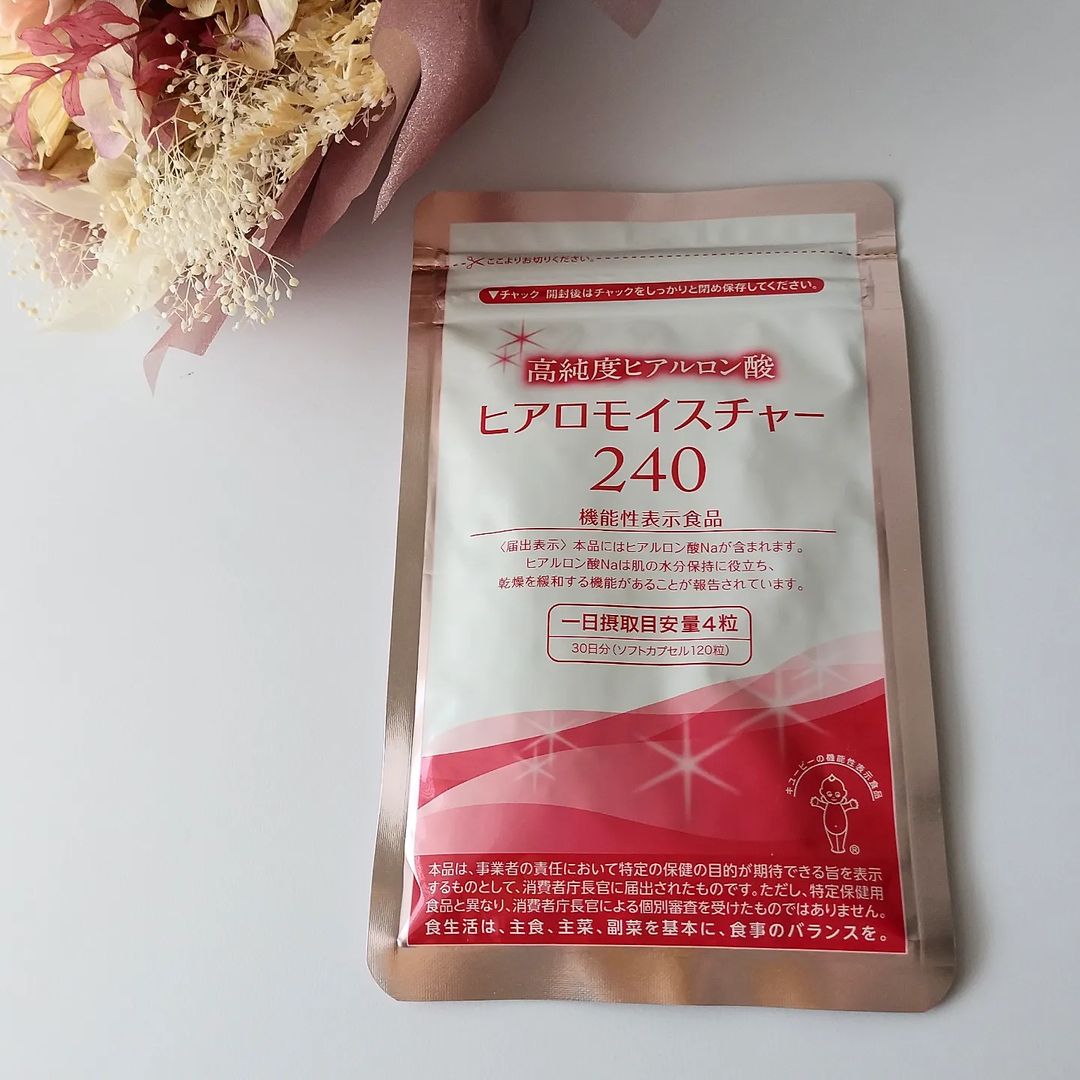 ここよりお切りください。
▼チャック 開封後はチャックをしっかりと閉め保存してください。
高純度ヒアルロン酸
ヒアロモイスチャー
240
機能性表示食品
〈届出表示〉本品にはヒアルロン酸Naが含まれます。
ヒアルロン酸Naは肌の水分保持に役立ち、
乾燥を緩和する機能があることが報告されています。
一日摂取目安量4粒
30日分(ソフトカプセル120粒)
キユーピーの機能性表示食品
®
本品は、事業者の責任において特定の保健の目的が期待できる旨を表示
するものとして、消費者庁長官に届出されたものです。ただし、特定保健用
食品と異なり、消費者庁長官による個別審査を受けたものではありません。
食生活は、主食、主菜、副菜を基本に、食事のバランスを。